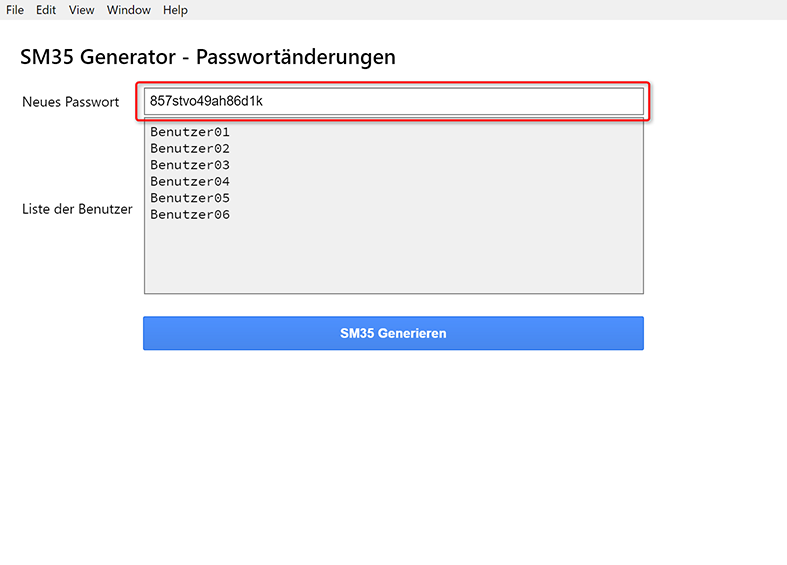 File Edit View Window Help
SM35 Generator - Passwortänderungen
Neues Passwort 857stvo49ah86d1k
Benutzer01
Benutzer02
Benutzer03
Benutzer04
Benutzer05
Benutzer06
Liste der Benutzer
SM35 Generieren